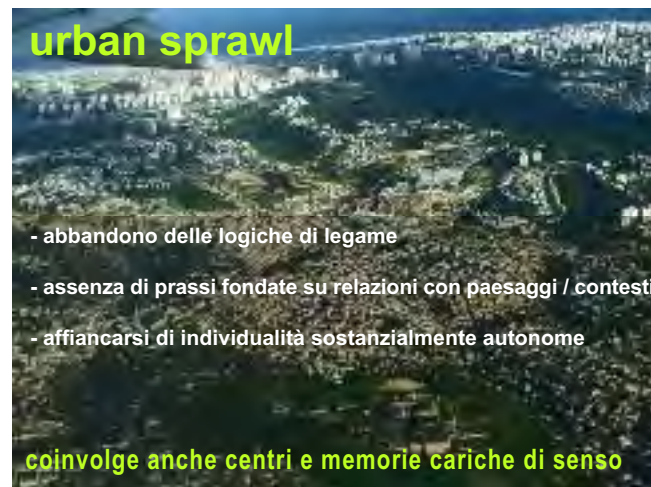 urban sprawl
- abbandono delle logiche di legame
- assenza di prassi fondate su relazioni con paesaggi / contesti
- affiancarsi di individualità sostanzialmente autonome
coinvolge anche centri e memorie cariche di senso